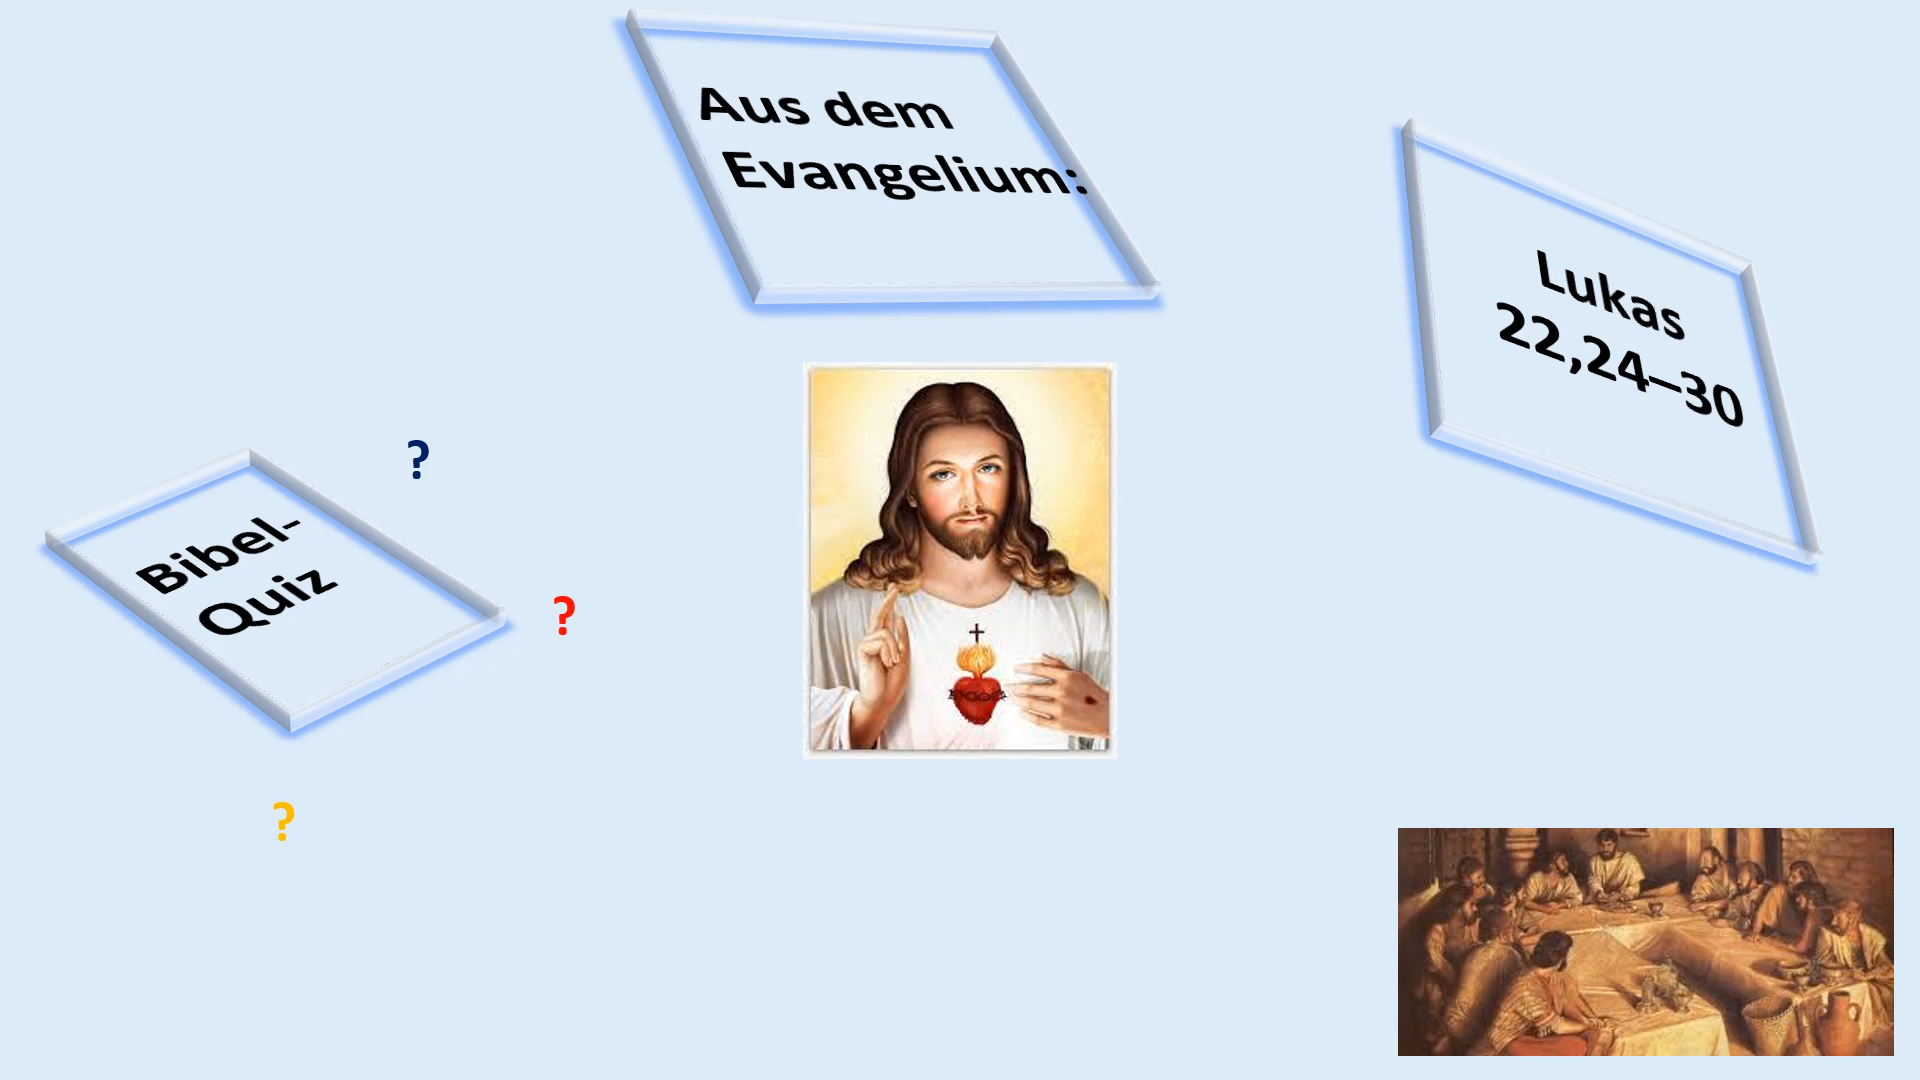 Aus dem
Evangelium:
Lukas
22,24–30
Bibel-
Quiz
?
?
?